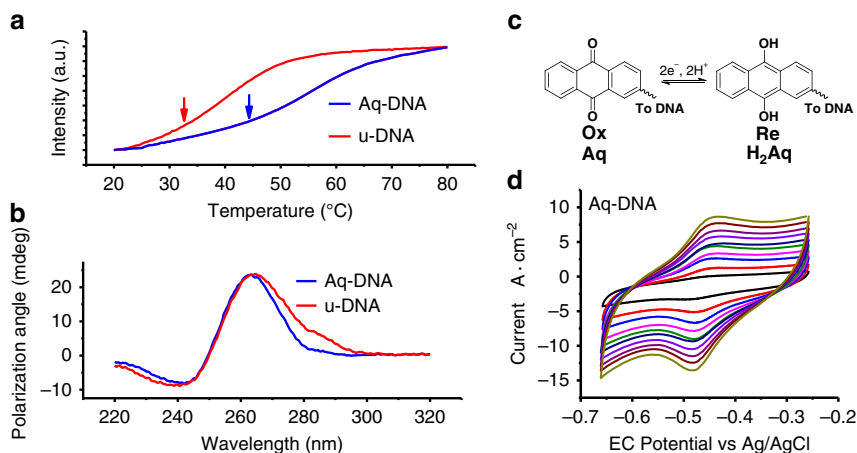 a
Intensity (a.u.)
Aq-DNA
u-DNA
20 30 40 50 60 70 80
Temperature (°C)
b
Polarization angle (mdeg)
20
10
0
–10
Aq-DNA
u-DNA
220 240 260 280 300 320
Wavelength (nm)
c
O
O
To DNA
Ox
Aq
2e⁻, 2H⁺
OH
OH
To DNA
Re
H₂Aq
d
Aq-DNA
Current A·cm⁻²
10
5
0
–5
–10
–15
–0.7 –0.6 –0.5 –0.4 –0.3 –0.2
EC Potential vs Ag/AgCl